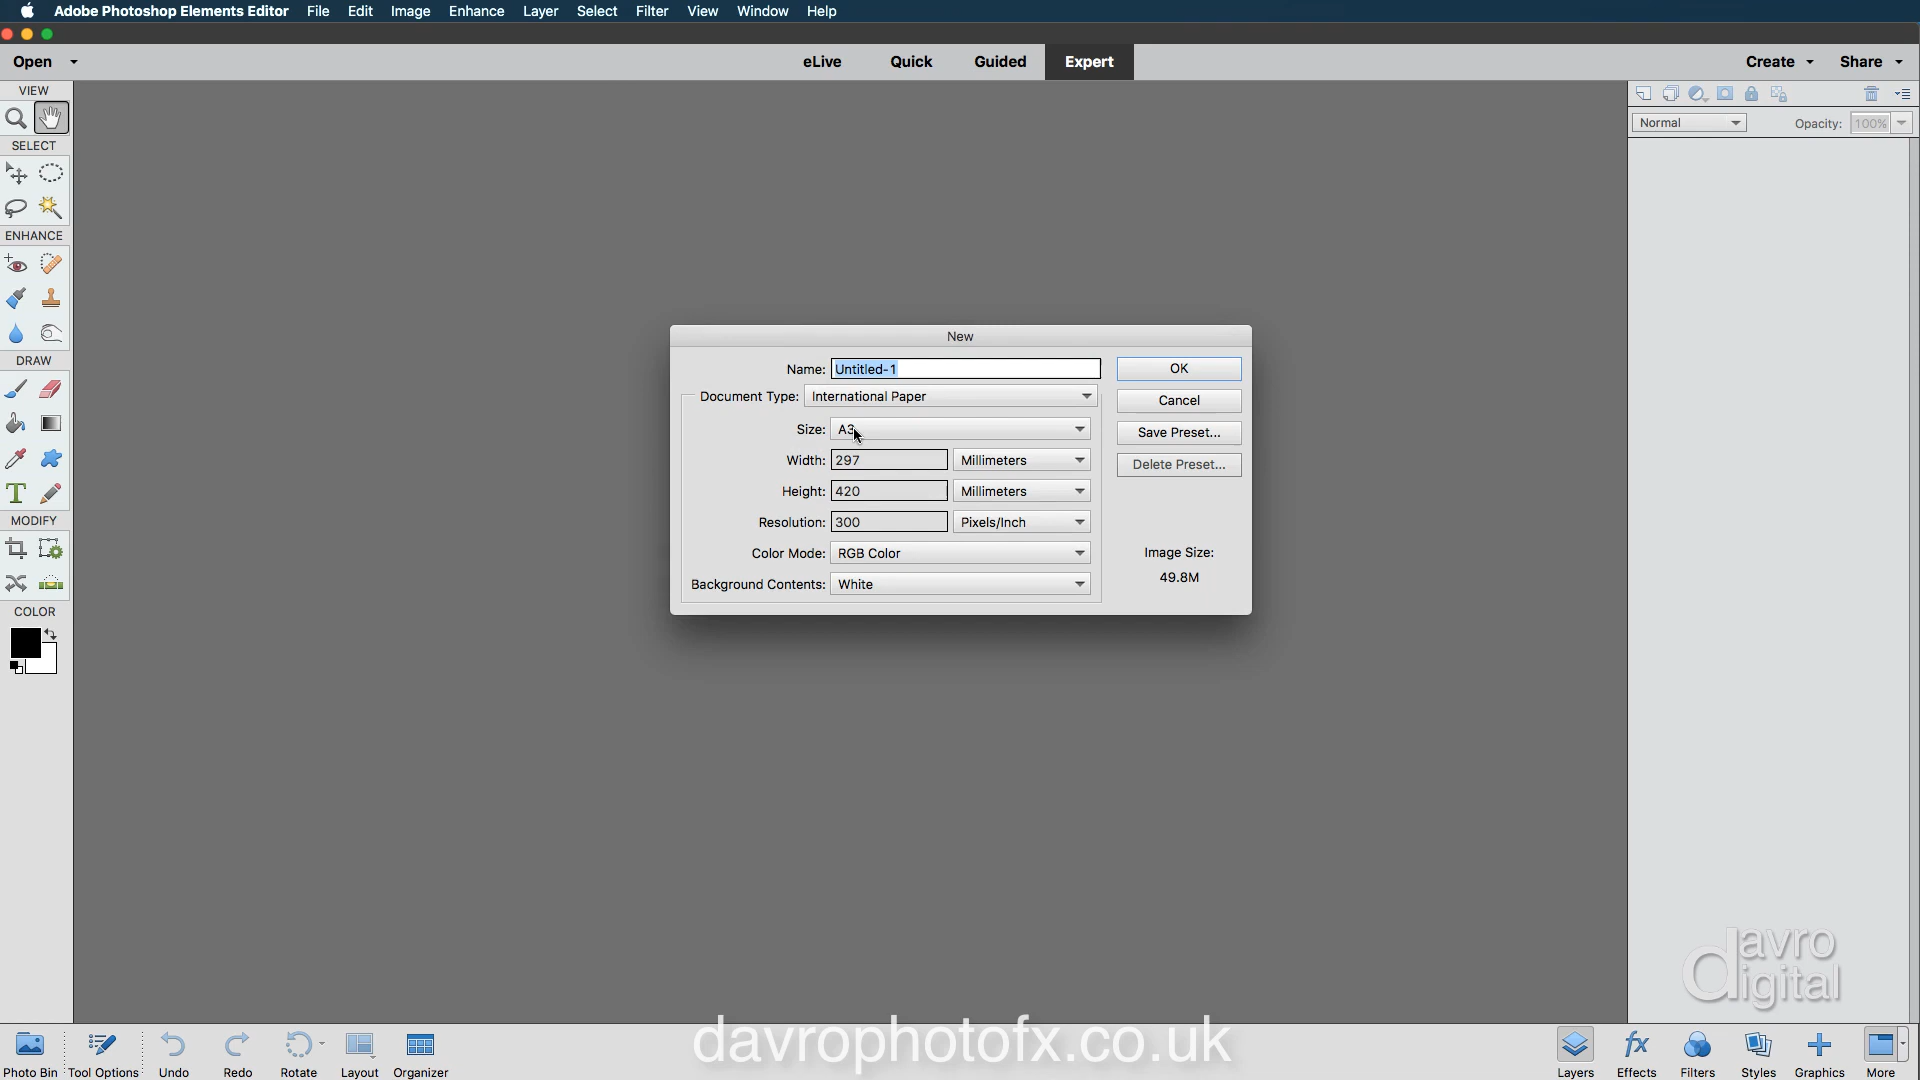 Adobe Photoshop Elements Editor File Edit Image Enhance Layer Select Filter View Window Help
Open eLive Quick Guided Expert Create Share
VIEW
SELECT
ENHANCE
DRAW
T
MODIFY
COLOR
Normal Opacity: 100%
New
Name: Untitled-1 OK
Document Type: International Paper Cancel
Size: A3 Save Preset...
Width: 297 Millimeters Delete Preset...
Height: 420 Millimeters
Resolution: 300 Pixels/Inch
Color Mode: RGB Color Image Size:
Background Contents: White 49.8M
davro
digital
davrophotofx.co.uk
fx
Photo Bin Tool Options Undo Redo Rotate Layout Organizer Layers Effects Filters Styles Graphics More